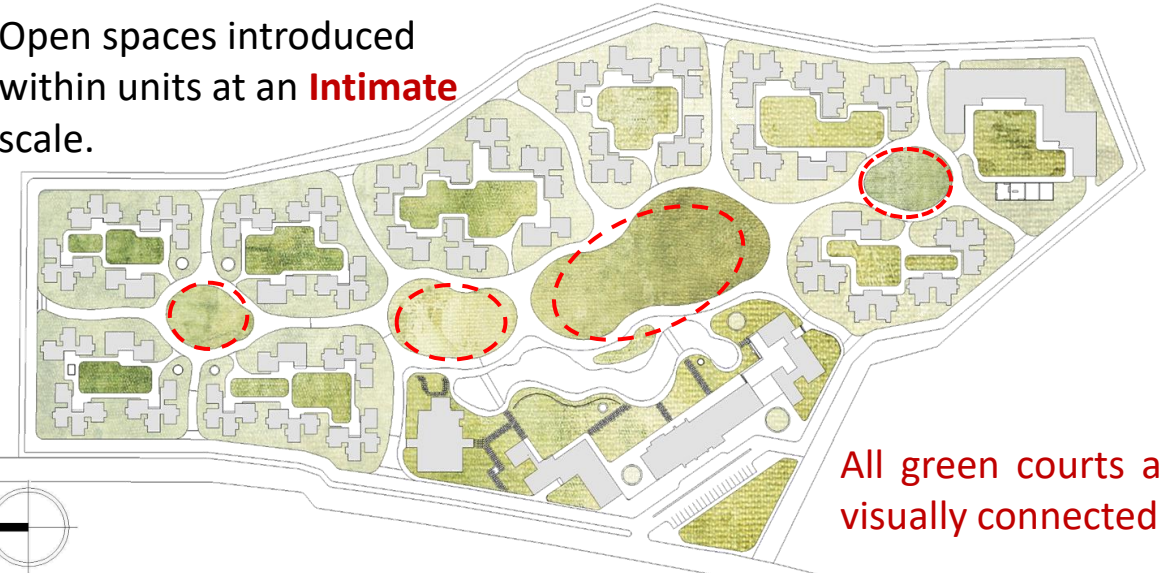 Open spaces introduced
within units at an Intimate
scale.
All green courts a
visually connected